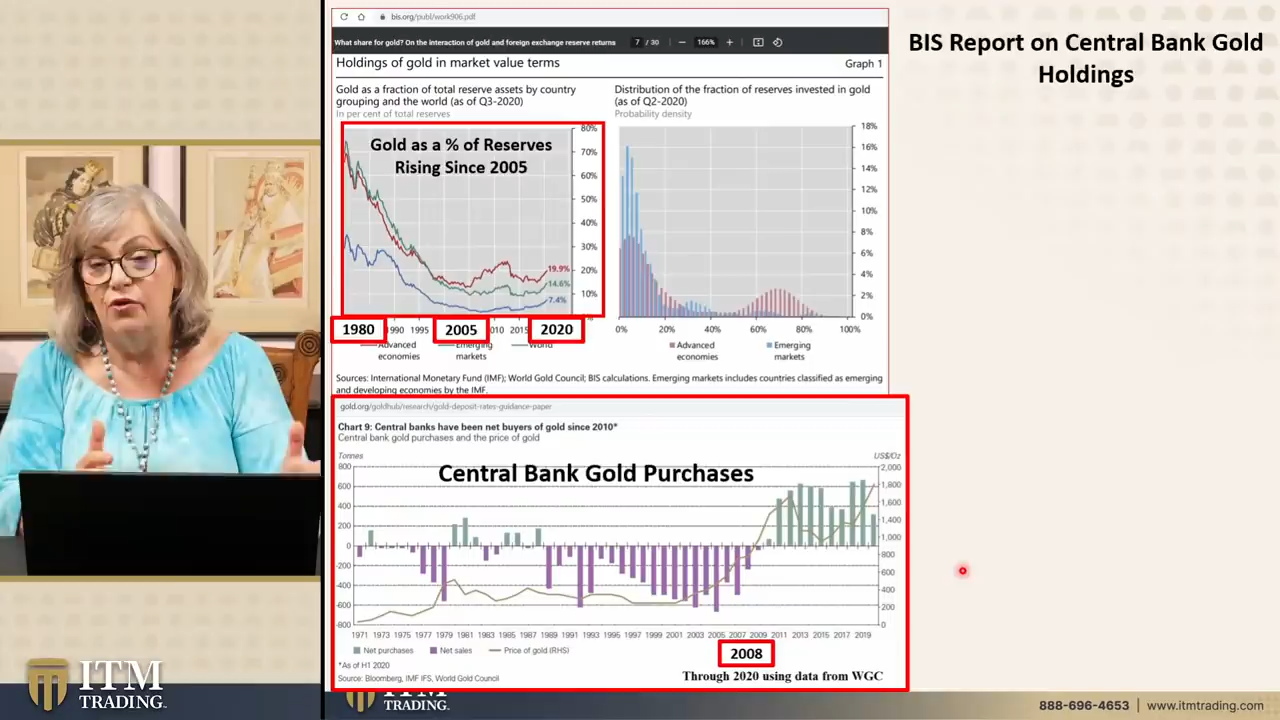 bis.org/publ/work906.pdf
What share for gold? On the interaction of gold and foreign exchange reserve returns
7 / 30
166%
BIS Report on Central Bank Gold
Holdings
Holdings of gold in market value terms
Graph 1
Gold as a fraction of total reserve assets by country
grouping and the world (as of Q3-2020)
In per cent of total reserves
Gold as a % of Reserves
Rising Since 2005
80%
70%
60%
50%
40%
30%
20%
10%
19.9%
14.6%
7.4%
1980
1995
2005
2020
Advanced
economies
Emerging
markets
World
Distribution of the fraction of reserves invested in gold
(as of Q2-2020)
Probability density
18%
16%
14%
12%
10%
8%
6%
4%
2%
0%
0% 20% 40% 60% 80% 100%
Advanced
economies
Emerging
markets
Sources: International Monetary Fund (IMF); World Gold Council; BIS calculations. Emerging markets includes countries classified as emerging
and developing economies by the IMF.
gold.org/goldhub/research/gold-deposit-rates-guidance-paper
Chart 9: Central banks have been net buyers of gold since 2010*
Central bank gold purchases and the price of gold
Tonnes
US$/Oz
Central Bank Gold Purchases
800
600
400
200
0
-200
-400
-600
-800
2,000
1,800
1,600
1,400
1,200
1,000
800
600
400
200
0
1971 1973 1975 1977 1979 1981 1983 1985 1987 1989 1991 1993 1995 1997 1999 2001 2003 2005 2007 2009 2011 2013 2015 2017 2019
Net purchases
Net sales
Price of gold (RHS)
2008
*As of H1 2020
Source: Bloomberg, IMF IFS, World Gold Council
Through 2020 using data from WGC
ITM
TRADING
ITM
TRADING
888-696-4653 | www.itmtrading.com